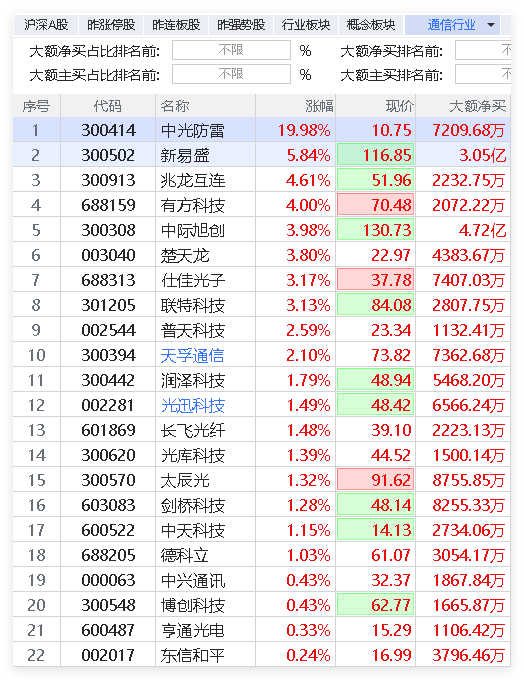 沪深A股 昨涨停股 昨连板股 昨强势股 行业板块 概念板块 通信行业
大额净买占比排名前: 不限 % 大额净买排名前: 不
大额主买占比排名前: 不限 % 大额主买排名前: 不
序号 代码 名称 涨幅 现价 大额净买
1 300414 中光防雷 19.98% 10.75 7209.68万
2 300502 新易盛 5.84% 116.85 3.05亿
3 300913 兆龙互连 4.61% 51.96 2232.75万
4 688159 有方科技 4.00% 70.48 2072.22万
5 300308 中际旭创 3.98% 130.73 4.72亿
6 003040 楚天龙 3.80% 22.97 4383.67万
7 688313 仕佳光子 3.17% 37.78 7407.03万
8 301205 联特科技 3.13% 84.08 2807.75万
9 002544 普天科技 2.59% 23.34 1132.41万
10 300394 天孚通信 2.10% 73.82 7362.68万
11 300442 润泽科技 1.79% 48.94 5468.20万
12 002281 光迅科技 1.49% 48.42 6566.24万
13 601869 长飞光纤 1.48% 39.10 2223.13万
14 300620 光库科技 1.39% 44.52 1500.14万
15 300570 太辰光 1.32% 91.62 8755.85万
16 603083 剑桥科技 1.28% 48.14 8255.33万
17 600522 中天科技 1.15% 14.13 2734.06万
18 688205 德科立 1.03% 61.07 3054.17万
19 000063 中兴通讯 0.43% 32.37 1867.84万
20 300548 博创科技 0.43% 62.77 1665.87万
21 600487 亨通光电 0.33% 15.29 1106.42万
22 002017 东信和平 0.24% 16.99 3796.46万